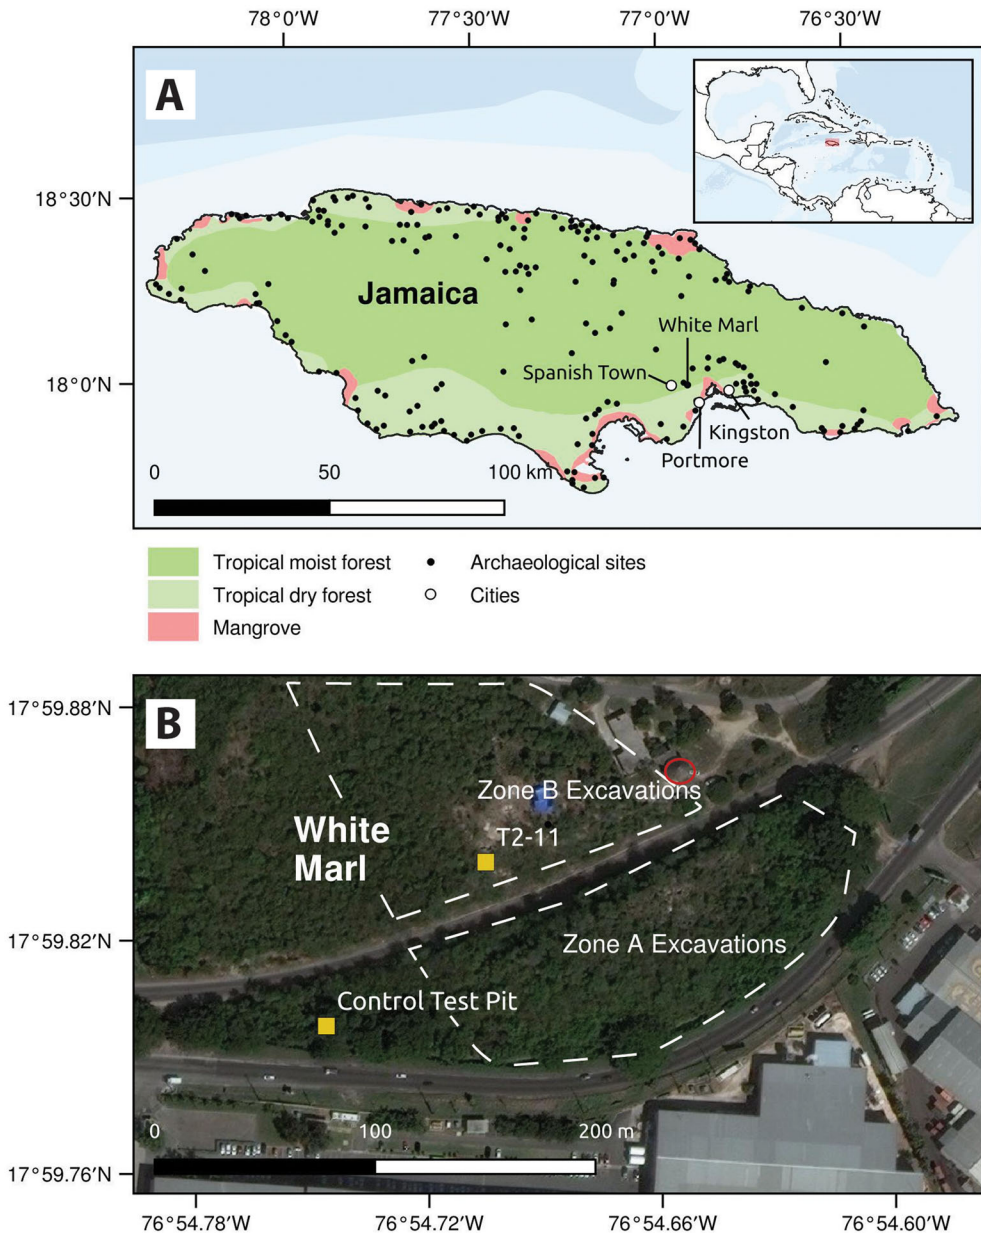 78°0′W
77°30′W
77°0′W
76°30′W
A
18°30′N
Jamaica
White Marl
Spanish Town
18°0′N
Kingston
Portmore
0
50
100 km
Tropical moist forest
Archaeological sites
Tropical dry forest
Cities
Mangrove
17°59.88′N
B
Zone B Excavations
White
Marl
T2-11
17°59.82′N
Zone A Excavations
Control Test Pit
0
100
200 m
17°59.76′N
76°54.78′W
76°54.72′W
76°54.66′W
76°54.60′W